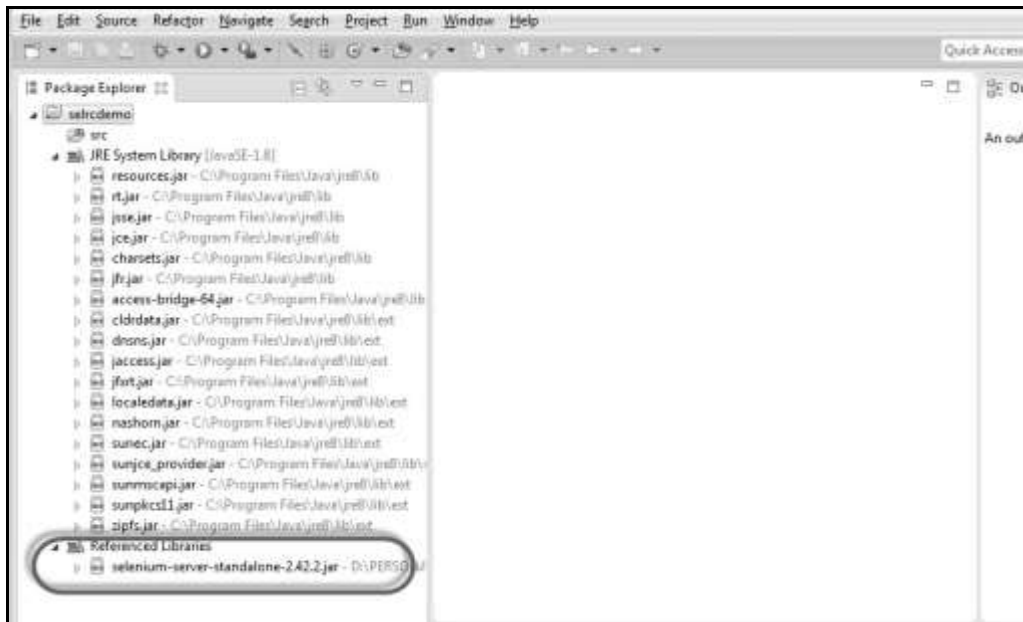 File Edit Source Refactor Navigate Search Project Run Window Help
Quick Access
Package Explorer
selrcdemo
src
JRE System Library [JavaSE-1.8]
resources.jar - C:\Program Files\Java\jre8\lib
rt.jar - C:\Program Files\Java\jre8\lib
jsse.jar - C:\Program Files\Java\jre8\lib
jce.jar - C:\Program Files\Java\jre8\lib
charsets.jar - C:\Program Files\Java\jre8\lib
jfr.jar - C:\Program Files\Java\jre8\lib
access-bridge-64.jar - C:\Program Files\Java\jre8\lib
cldrdata.jar - C:\Program Files\Java\jre8\lib\ext
dnsns.jar - C:\Program Files\Java\jre8\lib\ext
jaccess.jar - C:\Program Files\Java\jre8\lib\ext
jfxrt.jar - C:\Program Files\Java\jre8\lib\ext
localedata.jar - C:\Program Files\Java\jre8\lib\ext
nashorn.jar - C:\Program Files\Java\jre8\lib\ext
sunec.jar - C:\Program Files\Java\jre8\lib\ext
sunjce_provider.jar - C:\Program Files\Java\jre8\lib\
sunmscapi.jar - C:\Program Files\Java\jre8\lib\ext
sunpkcs11.jar - C:\Program Files\Java\jre8\lib\ext
zipfs.jar - C:\Program Files\Java\jre8\lib\ext
Referenced Libraries
selenium-server-standalone-2.42.2.jar - D:\PERSO
An out